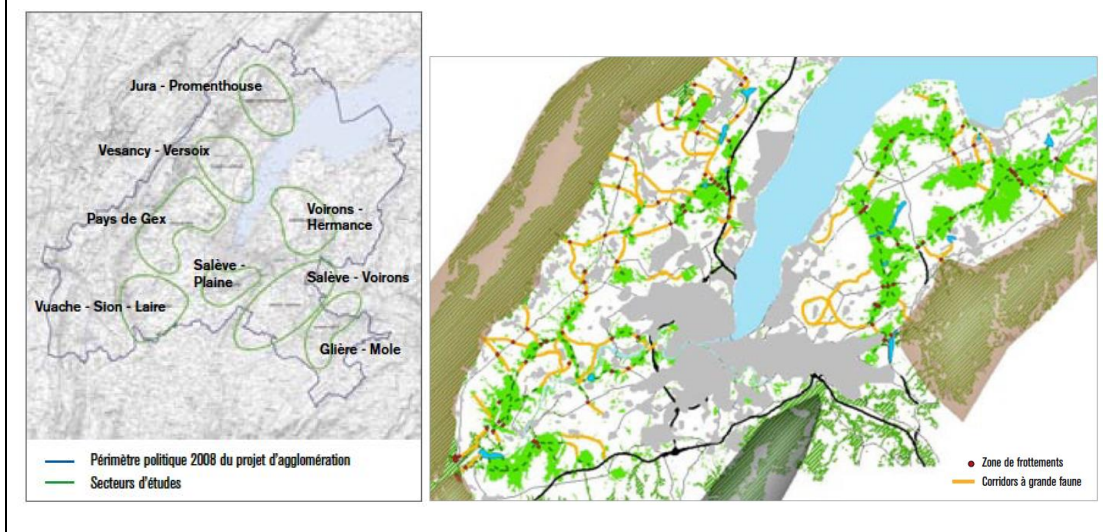 Jura - Promenthouse
Vesancy - Versoix
Pays de Gex
Voirons -
Hermance
Salève -
Plaine
Salève - Voirons
Vuache - Sion - Laire
Glière - Mole
Périmètre politique 2008 du projet d'agglomération
Secteurs d'études
Zone de frottements
Corridors à grande faune